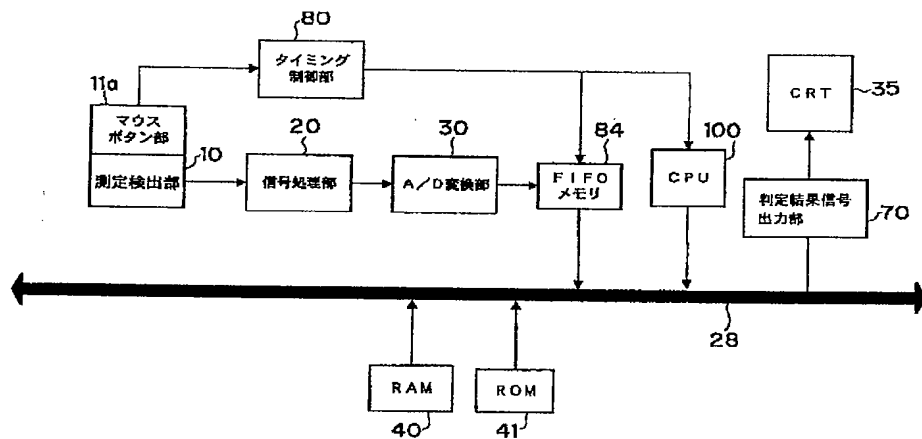 80
タイミング
制御部
11a
マウス
ボタン部
10
測定検出部
20
信号処理部
30
A/D変換部
84
FIFO
メモリ
100
CPU
CRT
35
判定結果信号
出力部
70
28
RAM
40
ROM
41